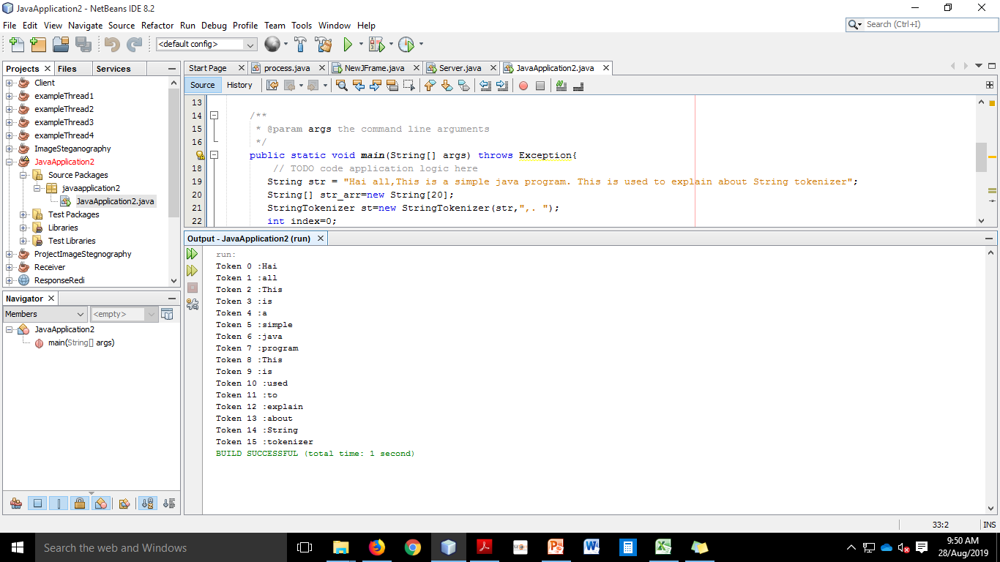 JavaApplication2 - NetBeans IDE 8.2
File Edit View Navigate Source Refactor Run Debug Profile Team Tools Window Help
Search (Ctrl+I)
<default config>
Projects Files Services
Client
exampleThread1
exampleThread2
exampleThread3
exampleThread4
ImageSteganography
JavaApplication2
Source Packages
javaapplication2
JavaApplication2.java
Test Packages
Libraries
Test Libraries
ProjectImageStegnography
Receiver
ResponseRedi
Navigator
Members <empty>
JavaApplication2
main(String[] args)
Start Page process.java NewJFrame.java Server.java JavaApplication2.java
Source History
13
14 /**
15 * @param args the command line arguments
16 */
public static void main(String[] args) throws Exception{
18 // TODO code application logic here
19 String str = "Hai all,This is a simple java program. This is used to explain about String tokenizer";
20 String[] str_arr=new String[20];
21 StringTokenizer st=new StringTokenizer(str,",. ");
22 int index=0;
Output - JavaApplication2 (run)
run:
Token 0 :Hai
Token 1 :all
Token 2 :This
Token 3 :is
Token 4 :a
Token 5 :simple
Token 6 :java
Token 7 :program
Token 8 :This
Token 9 :is
Token 10 :used
Token 11 :to
Token 12 :explain
Token 13 :about
Token 14 :String
Token 15 :tokenizer
BUILD SUCCESSFUL (total time: 1 second)
33:2 INS
Search the web and Windows
9:50 AM
28/Aug/2019